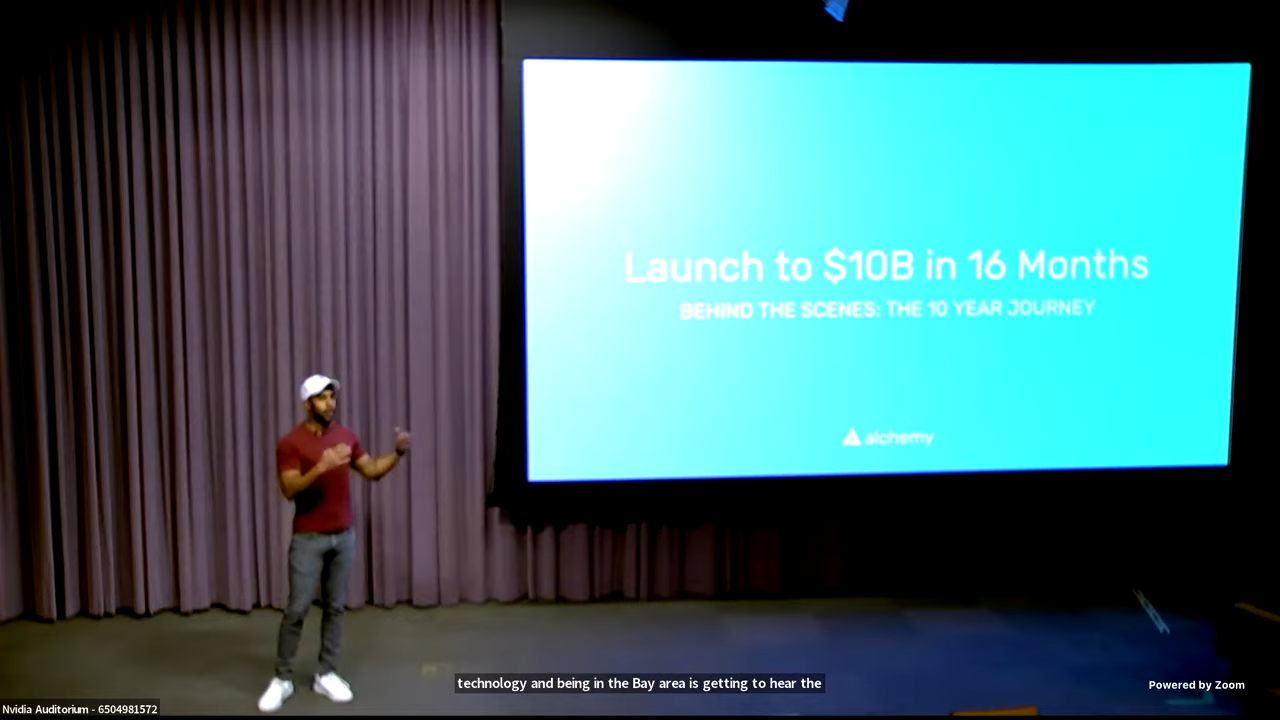 Launch to $10B in 16 Months
BEHIND THE SCENES: THE 10 YEAR JOURNEY
alchemy
technology and being in the Bay area is getting to hear the
Powered by Zoom
Nvidia Auditorium - 6504981572